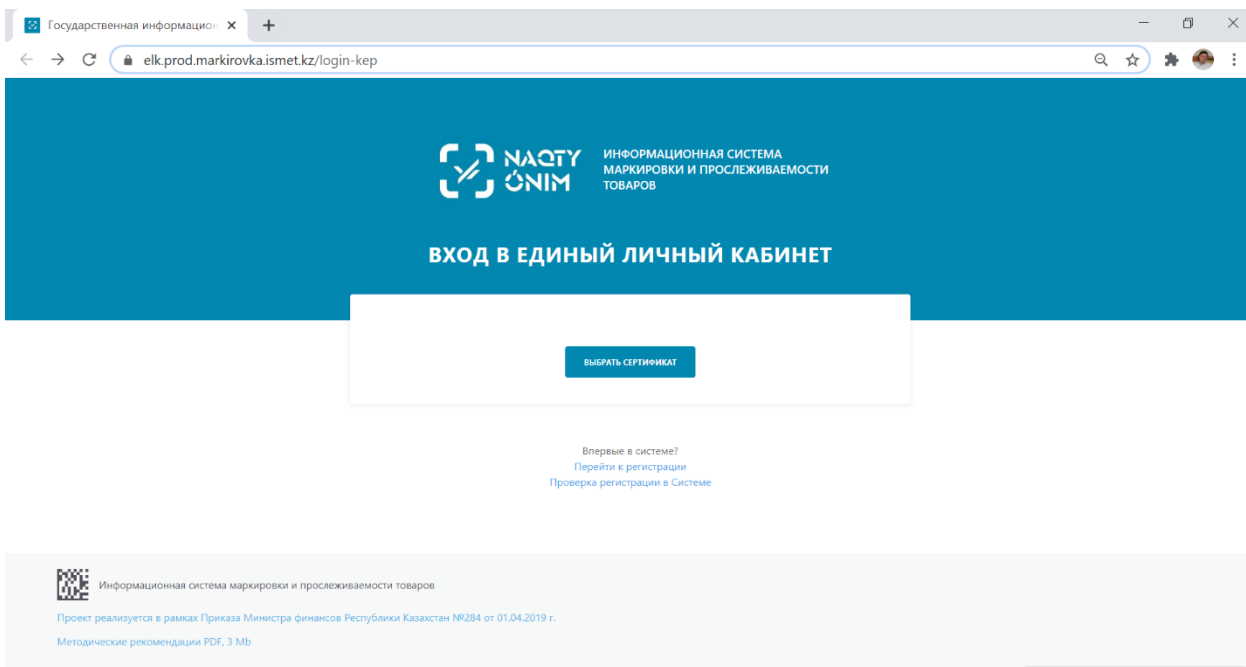 Государственная информацион
elk.prod.markirovka.ismet.kz/login-kep
NAQTY
ÓNIM
ИНФОРМАЦИОННАЯ СИСТЕМА
МАРКИРОВКИ И ПРОСЛЕЖИВАЕМОСТИ
ТОВАРОВ
ВХОД В ЕДИНЫЙ ЛИЧНЫЙ КАБИНЕТ
ВЫБРАТЬ СЕРТИФИКАТ
Впервые в системе?
Перейти к регистрации
Проверка регистрации в Системе
Информационная система маркировки и прослеживаемости товаров
Проект реализуется в рамках Приказа Министра финансов Республики Казахстан №284 от 01.04.2019 г.
Методические рекомендации PDF, 3 Mb